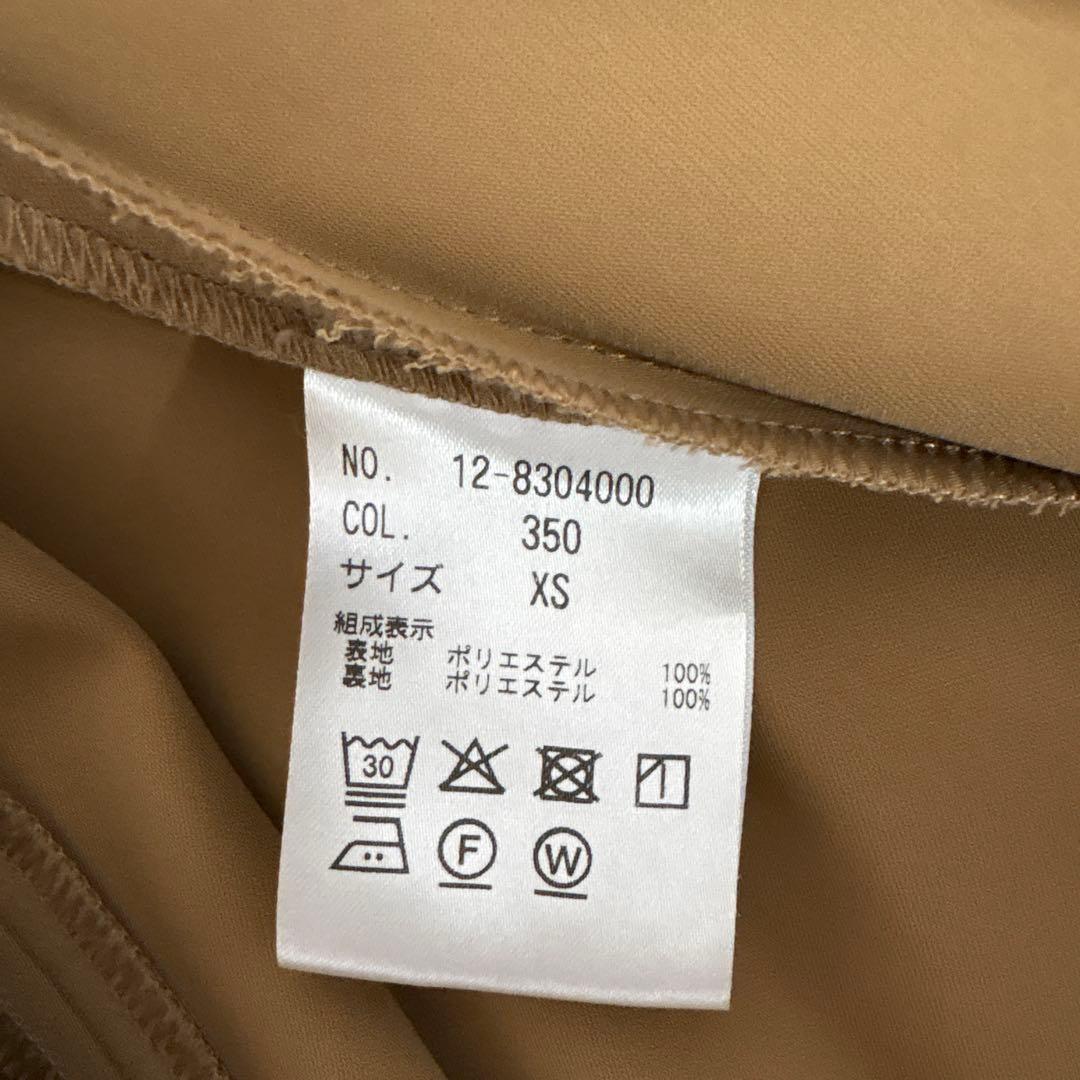 NO. 12-8304000
COL. 350
サイズ XS
組成表示
表地 ポリエステル 100%
裏地 ポリエステル 100%
30
F W